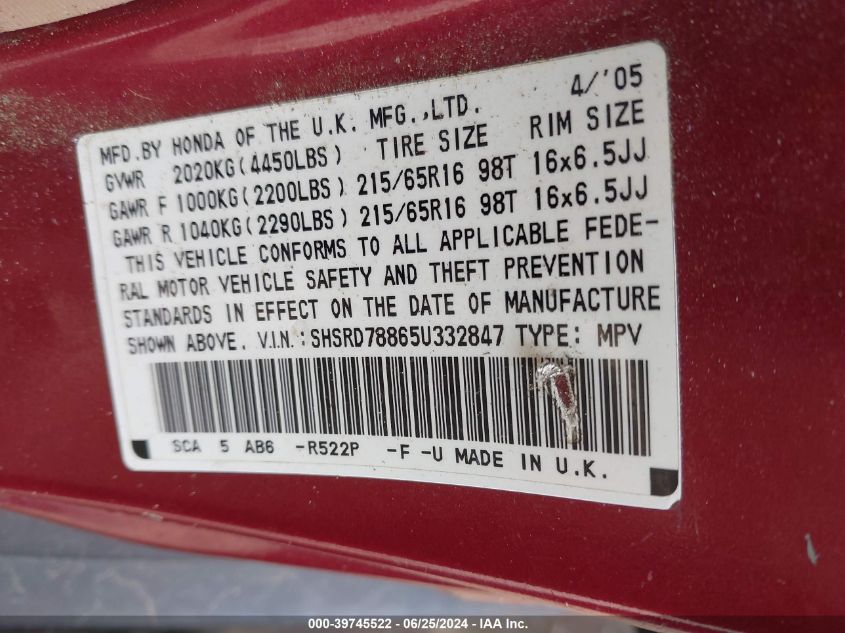 4/'05
MFD.BY HONDA OF THE U.K. MFG.,LTD.
GVWR 2020KG(4450LBS) TIRE SIZE RIM SIZE
GAWR F 1000KG(2200LBS) 215/65R16 98T 16x6.5JJ
GAWR R 1040KG(2290LBS) 215/65R16 98T 16x6.5JJ
THIS VEHICLE CONFORMS TO ALL APPLICABLE FEDE-
RAL MOTOR VEHICLE SAFETY AND THEFT PREVENTION
STANDARDS IN EFFECT ON THE DATE OF MANUFACTURE
SHOWN ABOVE. V.I.N.:SHSRD78865U332847 TYPE: MPV
SCA 5 AB6 -R522P -F -U MADE IN U.K.
000-39745522 - 06/25/2024 - IAA, Inc.